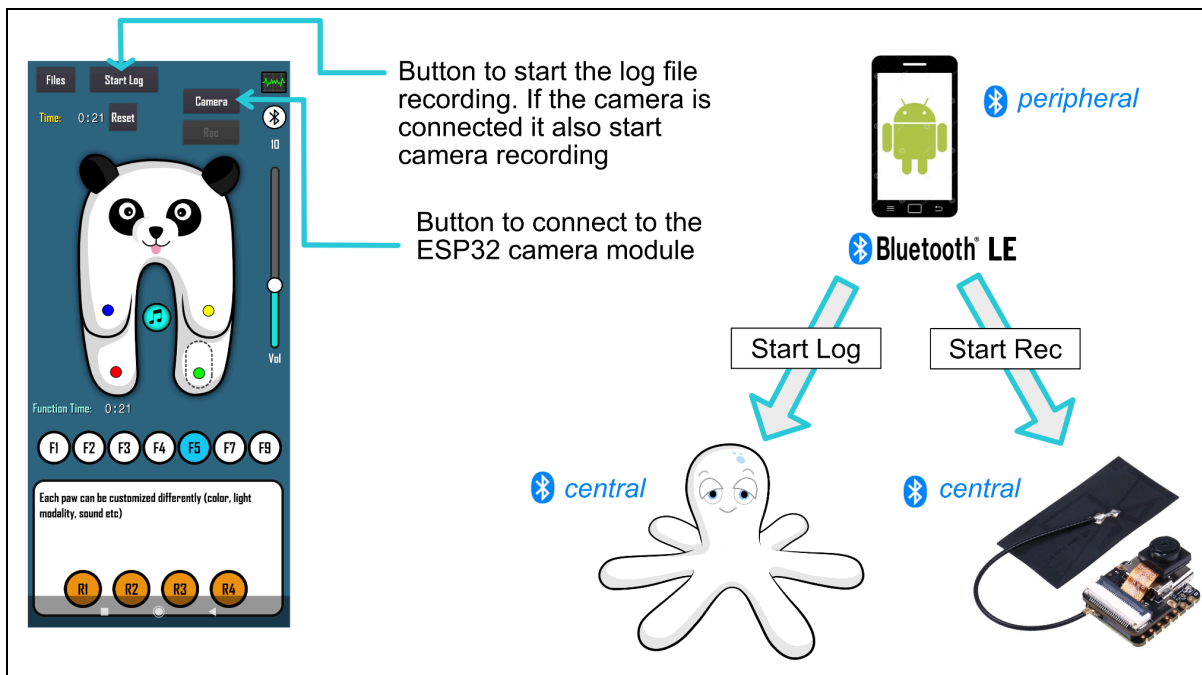 Files
Start Log
Camera
Time: 0:21 Reset
Rec
10
Vol
Function Time: 0:21
F1 F2 F3 F4 F5 F7 F9
Each paw can be customized differently (color, light
modality, sound etc)
R1 R2 R3 R4
Button to start the log file
recording. If the camera is
connected it also start
camera recording
Button to connect to the
ESP32 camera module
peripheral
Bluetooth® LE
Start Log
Start Rec
central
central